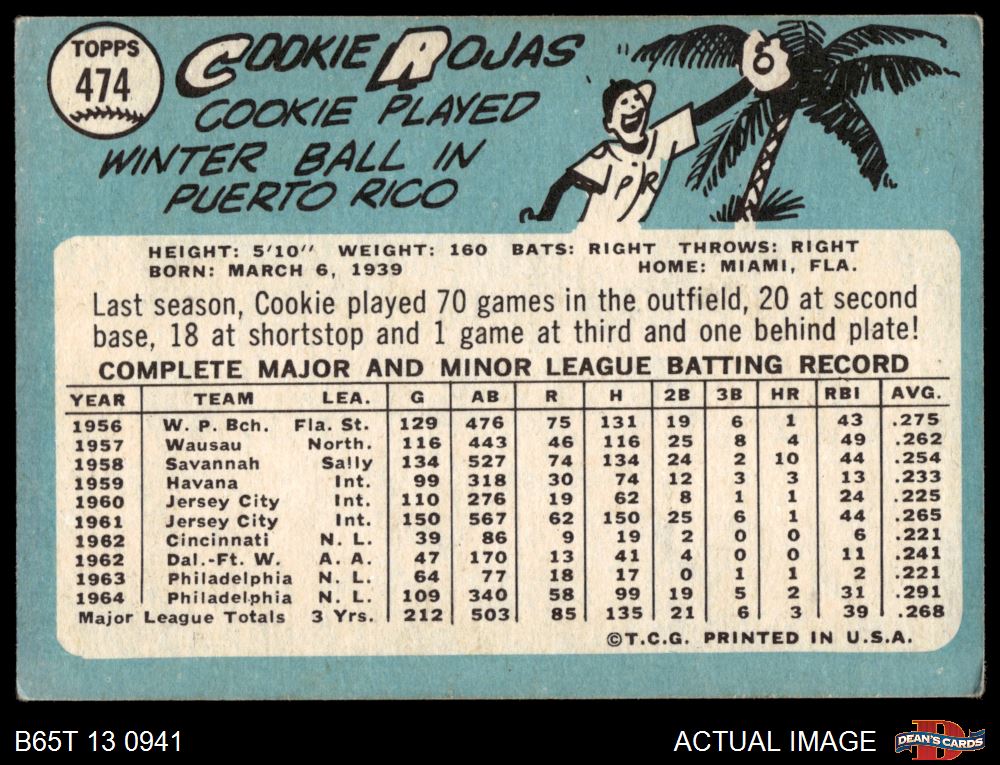 TOPPS
474
COOKIE ROJAS
COOKIE PLAYED
WINTER BALL IN
PUERTO RICO
PR
HEIGHT: 5'10" WEIGHT: 160 BATS: RIGHT THROWS: RIGHT
BORN: MARCH 6, 1939 HOME: MIAMI, FLA.
Last season, Cookie played 70 games in the outfield, 20 at second
base, 18 at shortstop and 1 game at third and one behind plate!
COMPLETE MAJOR AND MINOR LEAGUE BATTING RECORD
YEAR TEAM LEA. G AB R H 2B 3B HR RBI AVG.
1956 W. P. Bch. Fla. St. 129 476 75 131 19 6 1 43 .275
1957 Wausau North. 116 443 46 116 25 8 4 49 .262
1958 Savannah Sally 134 527 74 134 24 2 10 44 .254
1959 Havana Int. 99 318 30 74 12 3 3 13 .233
1960 Jersey City Int. 110 276 19 62 8 1 1 24 .225
1961 Jersey City Int. 150 567 62 150 25 6 1 44 .265
1962 Cincinnati N. L. 39 86 9 19 2 0 0 6 .221
1962 Dal.-Ft. W. A. A. 47 170 13 41 4 0 0 11 .241
1963 Philadelphia N. L. 64 77 18 17 0 1 1 2 .221
1964 Philadelphia N. L. 109 340 58 99 19 5 2 31 .291
Major League Totals 3 Yrs. 212 503 85 135 21 6 3 39 .268
©T.C.G. PRINTED IN U.S.A.
B65T 13 0941 ACTUAL IMAGE
D
DEAN'S CARDS